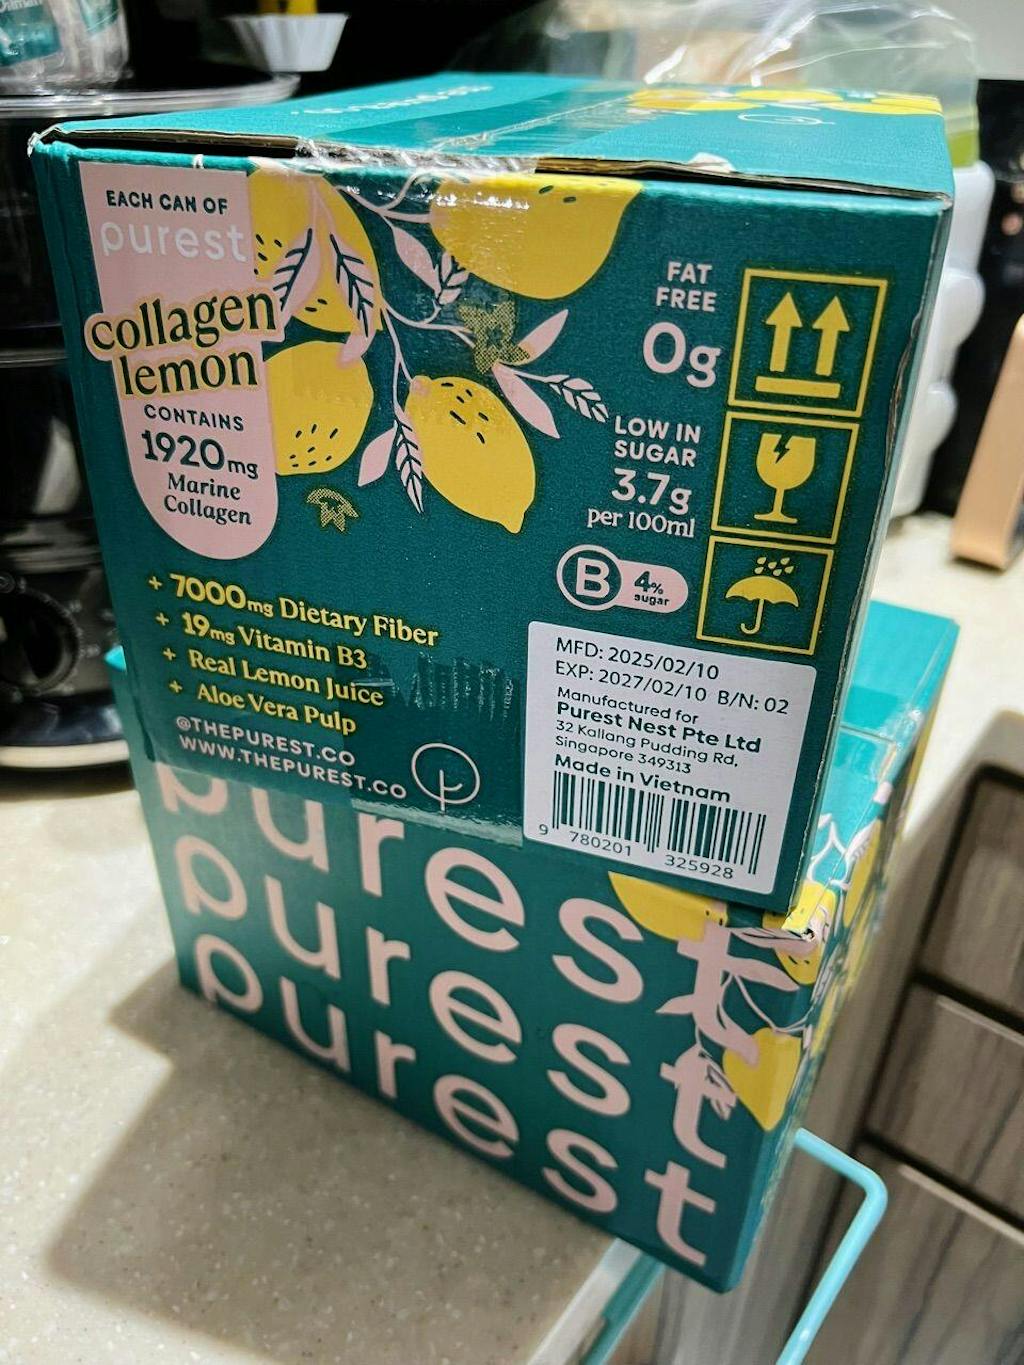 EACH CAN OF
purest
collagen
lemon
CONTAINS
1920mg
Marine
Collagen
+ 7000mg Dietary Fiber
+ 19mg Vitamin B3
+ Real Lemon Juice
+ Aloe Vera Pulp
@THEPUREST.CO
WWW.THEPUREST.CO
FAT
FREE
0g
LOW IN
SUGAR
3.7g
per 100ml
B 4%
sugar
MFD: 2025/02/10
EXP: 2027/02/10 B/N: 02
Manufactured for
Purest Nest Pte Ltd
32 Kallang Pudding Rd,
Singapore 349313
Made in Vietnam
9 780201 325928
purest
purest
purest